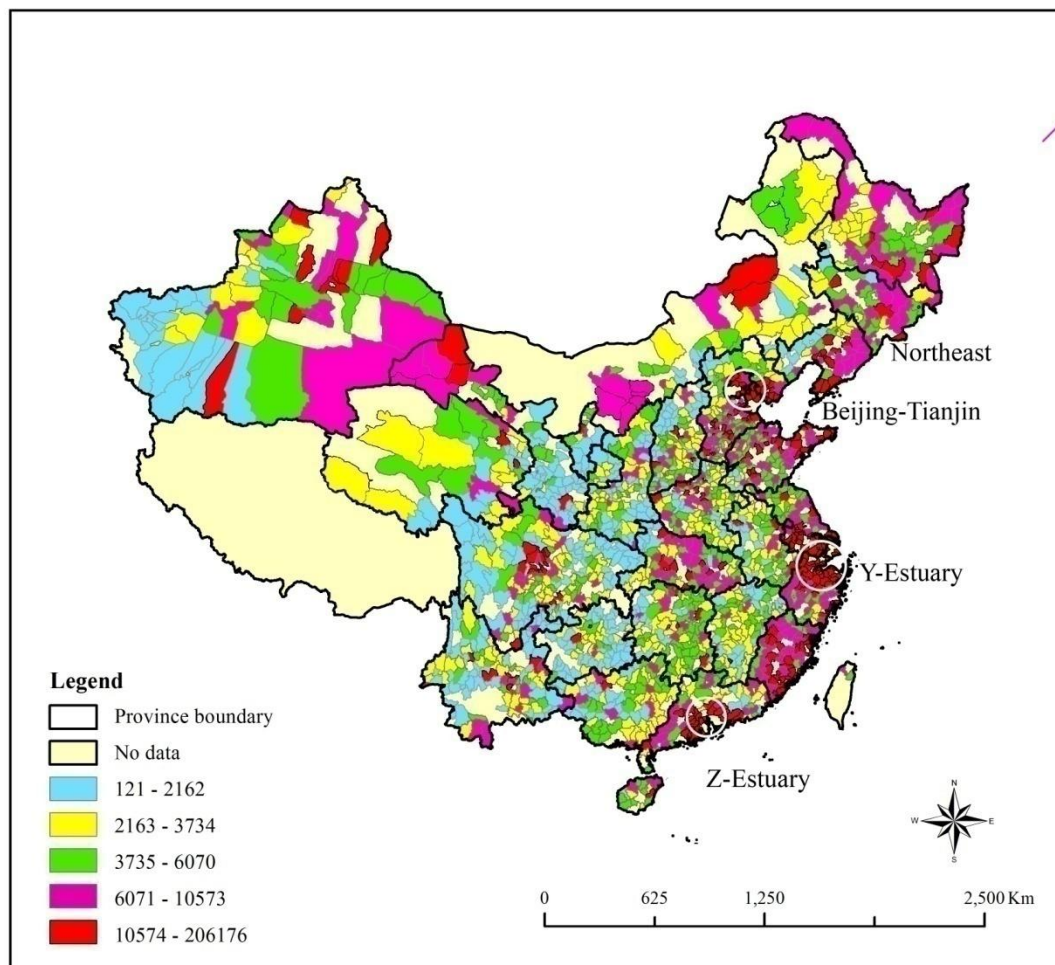 Northeast
Beijing-Tianjin
Y-Estuary
Z-Estuary
Legend
Province boundary
No data
121 - 2162
2163 - 3734
3735 - 6070
6071 - 10573
10574 - 206176
N
W E
S
0 625 1,250 2,500 Km